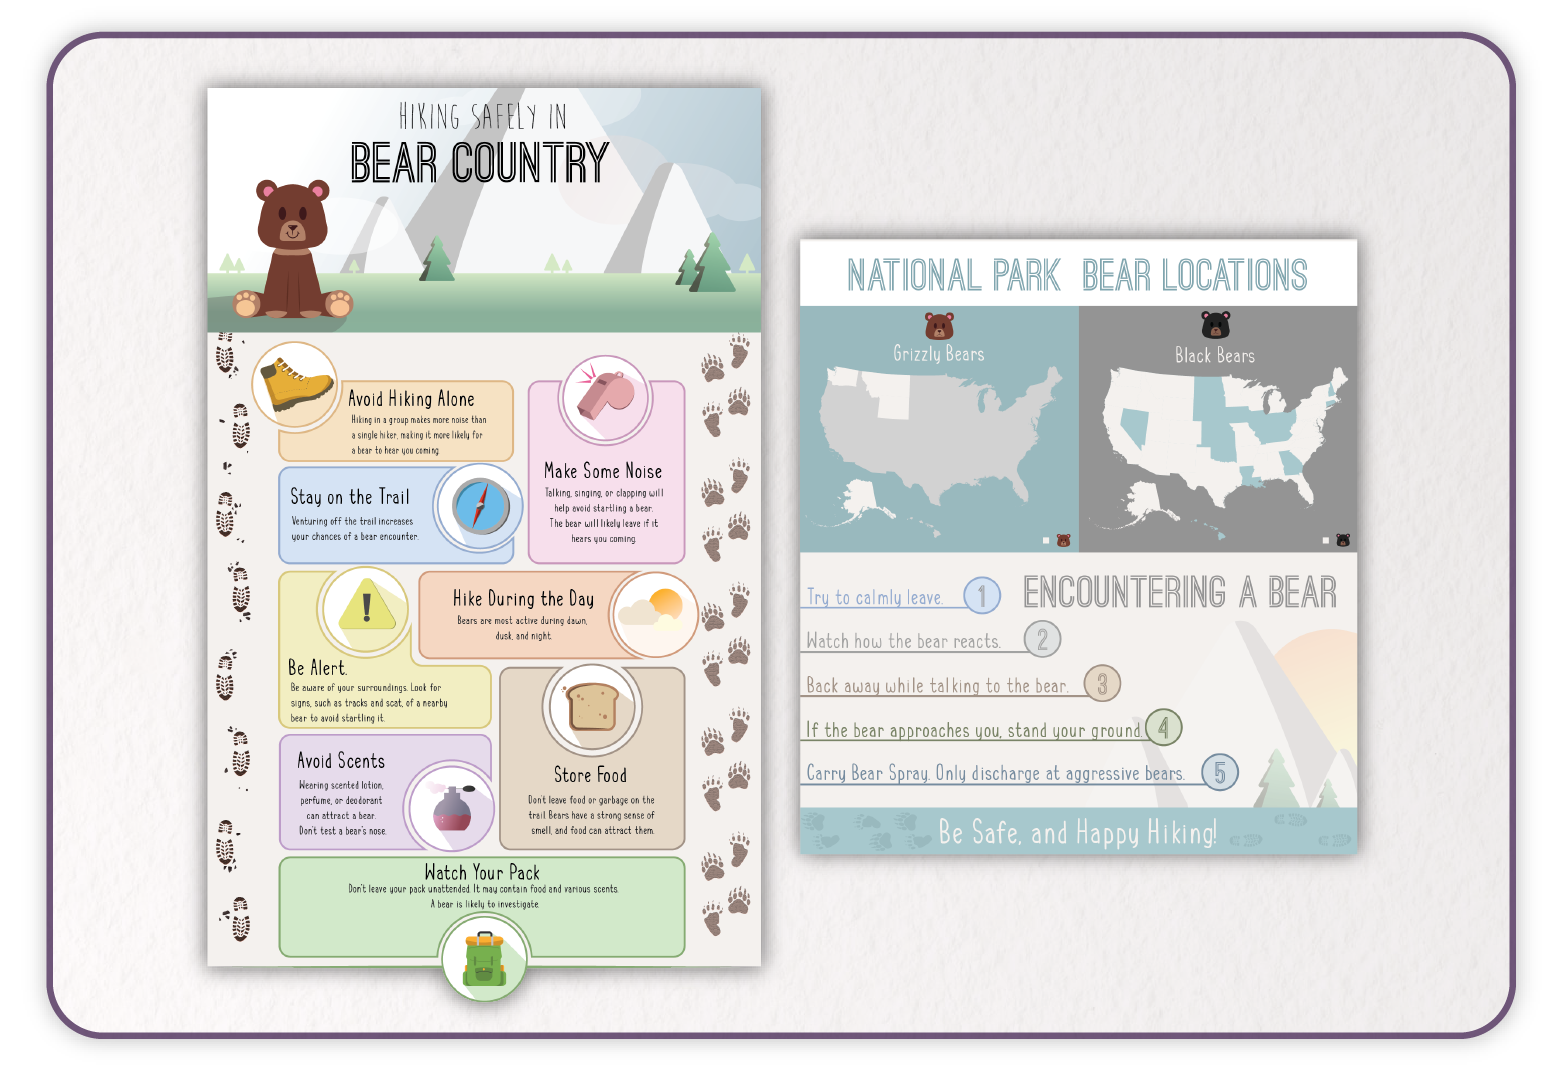 HIKING SAFELY IN
BEAR COUNTRY
Avoid Hiking Alone
Hiking in a group makes more noise than
a single hiker, making it more likely for
a bear to hear you coming.
Make Some Noise
Talking, singing, or clapping will
help avoid startling a bear.
The bear will likely leave if it
hears you coming.
Stay on the Trail
Venturing off the trail increases
your chances of a bear encounter.
Hike During the Day
Bears are most active during dawn,
dusk, and night.
Be Alert.
Be aware of your surroundings. Look for
signs, such as tracks and scat, of a nearby
bear to avoid startling it.
Avoid Scents
Wearing scented lotion,
perfume, or deodorant
can attract a bear.
Don't test a bear's nose.
Store Food
Don't leave food or garbage on the
trail. Bears have a strong sense of
smell, and food can attract them.
Watch Your Pack
Don't leave your pack unattended. It may contain food and various scents.
A bear is likely to investigate.
NATIONAL PARK BEAR LOCATIONS
Grizzly Bears
Black Bears
ENCOUNTERING A BEAR
Try to calmly leave. 1
Watch how the bear reacts. 2
Back away while talking to the bear. 3
If the bear approaches you, stand your ground. 4
Carry Bear Spray. Only discharge at aggressive bears. 5
Be Safe, and Happy Hiking!